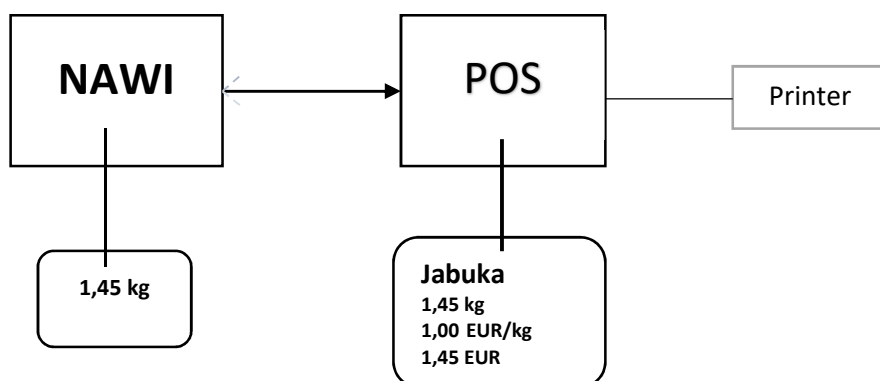 NAWI
POS
Printer
1,45 kg
Jabuka
1,45 kg
1,00 EUR/kg
1,45 EUR